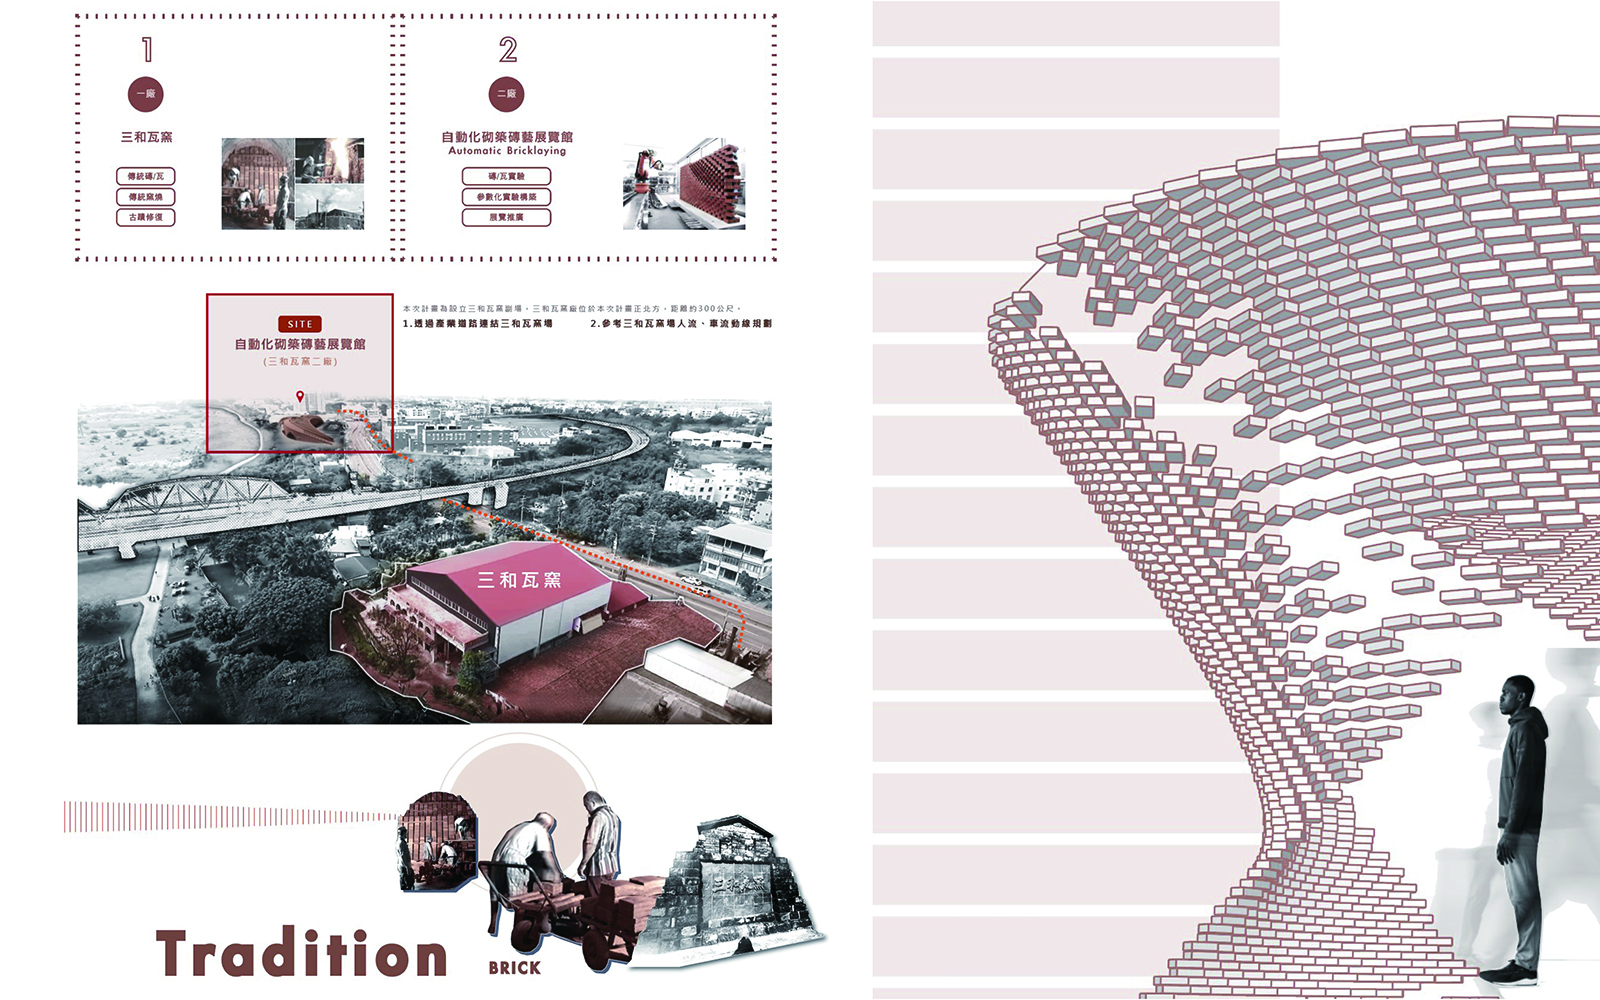 1
一廠
三和瓦窯
傳統磚/瓦
傳統窯燒
古蹟修復
2
二廠
自動化砌築磚藝展覽館
Automatic Bricklaying
磚/瓦實驗
參數化實驗構築
展覽推廣
SITE
自動化砌築磚藝展覽館
(三和瓦窯二廠)
本次計畫為設立三和瓦窯副場，三和瓦窯廠位於本次計畫正北方，距離約300公尺。
1.透過產業道路連結三和瓦窯場
2.參考三和瓦窯場人流、車流動線規劃
三和瓦窯
三和瓦窯
Tradition
BRICK